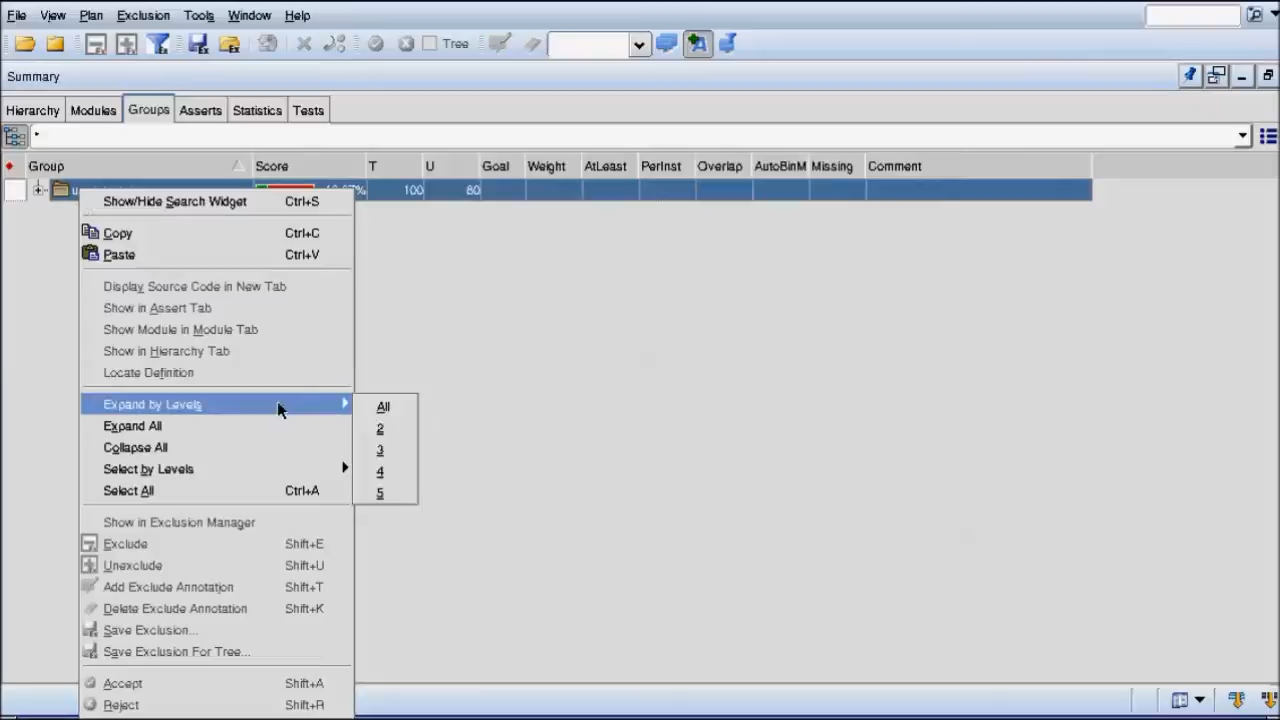 File View Plan Exclusion Tools Window Help
Tree
Summary
Hierarchy Modules Groups Asserts Statistics Tests
*
Group Score T U Goal Weight AtLeast PerInst Overlap AutoBinM Missing Comment
100 80
Show/Hide Search Widget Ctrl+S
Copy Ctrl+C
Paste Ctrl+V
Display Source Code in New Tab
Show in Assert Tab
Show Module in Module Tab
Show in Hierarchy Tab
Locate Definition
Expand by Levels All
Expand All 2
Collapse All 3
Select by Levels 4
Select All Ctrl+A 5
Show in Exclusion Manager
Exclude Shift+E
Unexclude Shift+U
Add Exclude Annotation Shift+T
Delete Exclude Annotation Shift+K
Save Exclusion...
Save Exclusion For Tree...
Accept Shift+A
Reject Shift+R